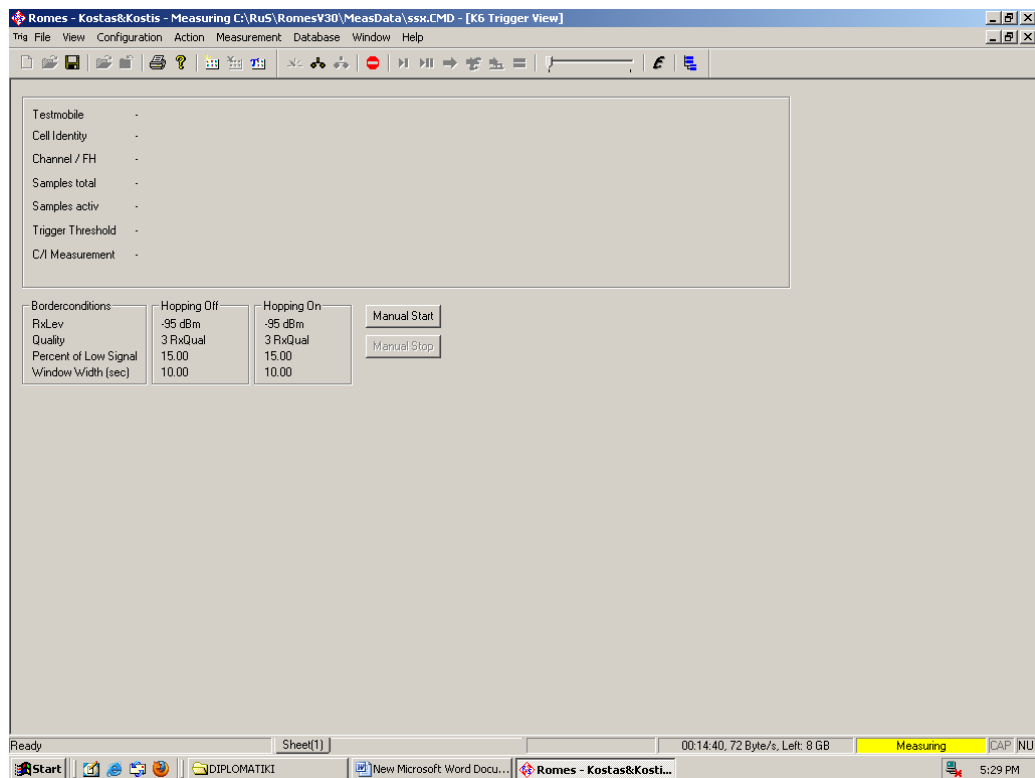 Romes - Kostas&Kostis - Measuring C:\RuS\RomesV30\MeasData\ssx.CMD - [K6 Trigger View]
Trig File View Configuration Action Measurement Database Window Help
Testmobile -
Cell Identity -
Channel / FH -
Samples total -
Samples activ -
Trigger Threshold -
C/I Measurement -
Borderconditions Hopping Off Hopping On
RxLev -95 dBm -95 dBm
Quality 3 RxQual 3 RxQual
Percent of Low Signal 15.00 15.00
Window Width (sec) 10.00 10.00
Manual Start
Manual Stop
Ready Sheet(1) 00:14:40, 72 Byte/s, Left: 8 GB Measuring CAP NU
Start DIPLOMATIKI New Microsoft Word Docu... Romes - Kostas&Kosti... 5:29 PM